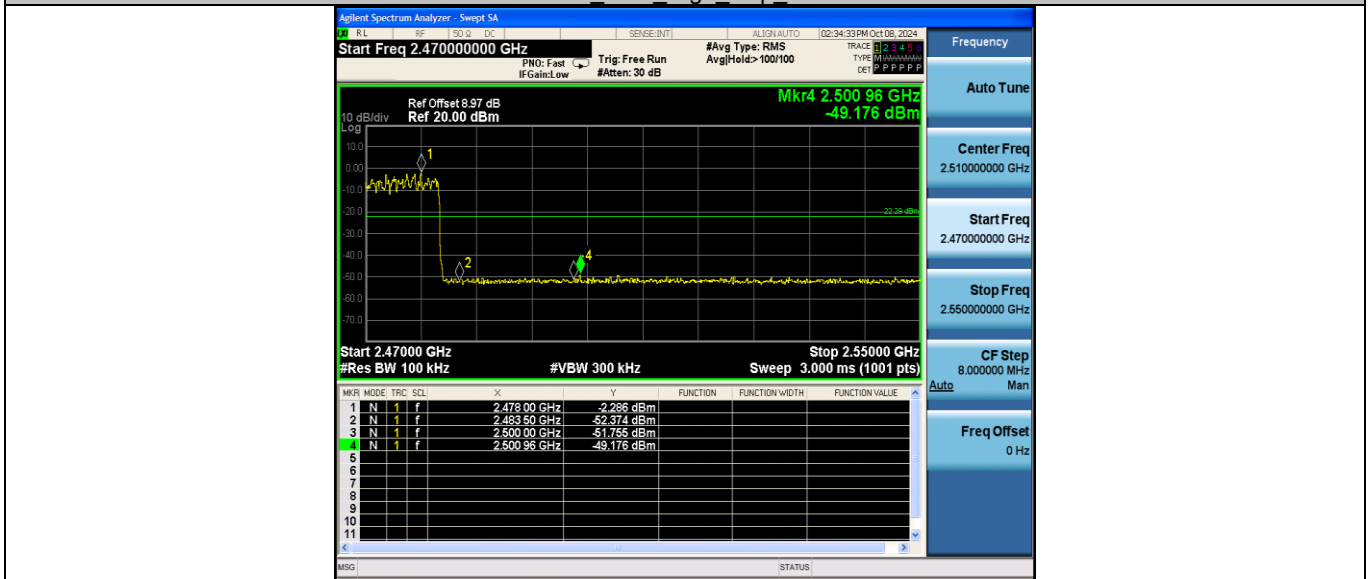 Agilent Spectrum Analyzer - Swept SA
LXI RL RF 50 Ω DC SENSE:INT ALIGN AUTO 02:34:33 PM Oct 08, 2024
Start Freq 2.470000000 GHz
PNO: Fast
IFGain:Low
Trig: Free Run
#Atten: 30 dB
#Avg Type: RMS
Avg|Hold:>100/100
TRACE 1 2 3 4 5 6
TYPE M WWWWW
DET P P P P P P
Frequency
Auto Tune
Center Freq
2.510000000 GHz
Start Freq
2.470000000 GHz
Stop Freq
2.550000000 GHz
CF Step
8.000000 MHz
Auto Man
Freq Offset
0 Hz
Mkr4 2.500 96 GHz
-49.176 dBm
Ref Offset 8.97 dB
10 dB/div Ref 20.00 dBm
Log
10.0
0.00
-10.0
-20.0
-30.0
-40.0
-50.0
-60.0
-70.0
1
2
4
-22.29 dBm
Start 2.47000 GHz Stop 2.55000 GHz
#Res BW 100 kHz #VBW 300 kHz Sweep 3.000 ms (1001 pts)
MKR MODE TRC SCL X Y FUNCTION FUNCTION WIDTH FUNCTION VALUE
1 N 1 f 2.478 00 GHz -2.286 dBm
2 N 1 f 2.483 50 GHz -52.374 dBm
3 N 1 f 2.500 00 GHz -51.755 dBm
4 N 1 f 2.500 96 GHz -49.176 dBm
5
6
7
8
9
10
11
MSG STATUS